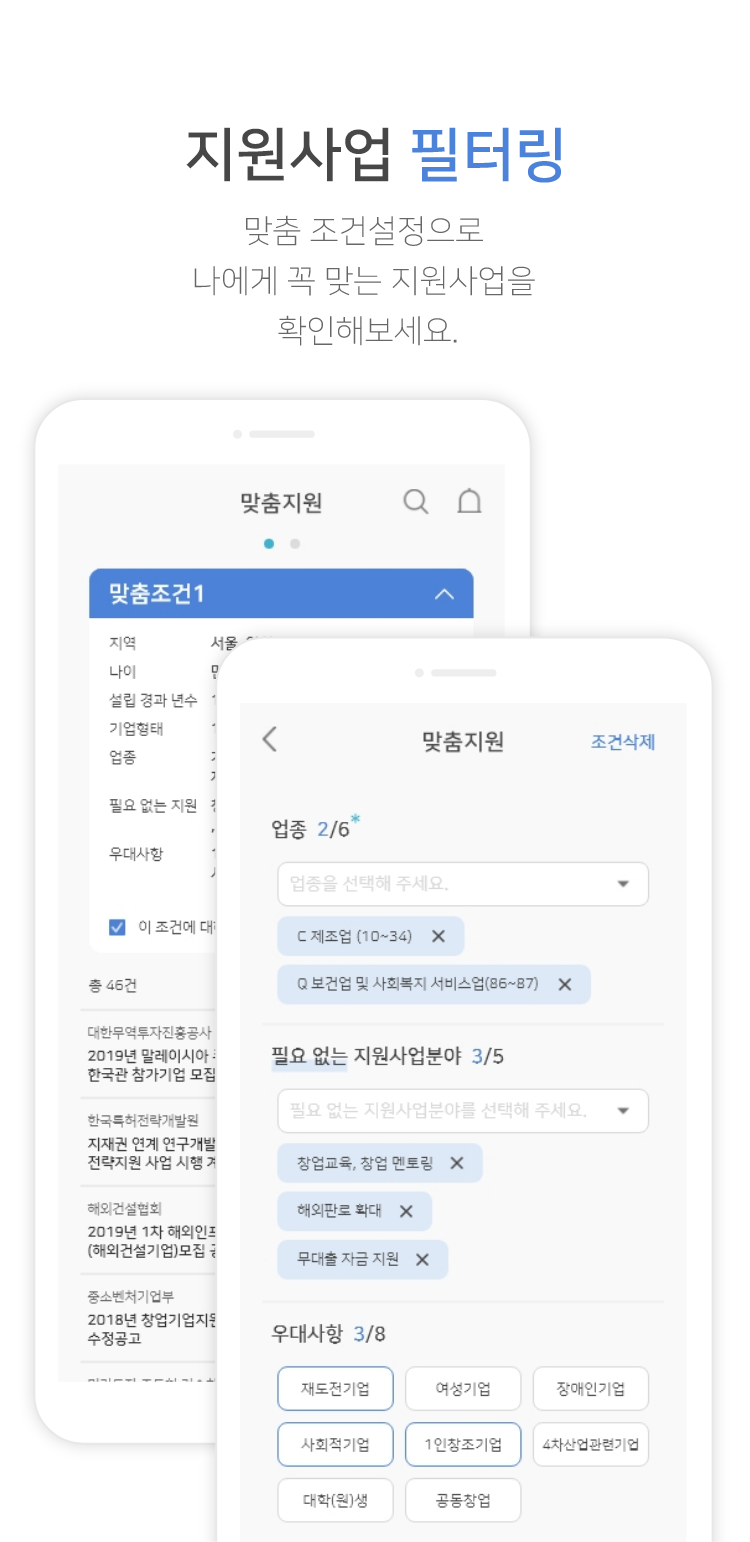 지원사업 필터링
맞춤 조건설정으로
나에게 꼭 맞는 지원사업을
확인해보세요.
맞춤지원
맞춤조건1
지역 서울
나이
설립 경과 년수
기업형태
업종
필요 없는 지원
우대사항
이 조건에 대
총 46건
대한무역투자진흥공사
2019년 말레이시아
한국관 참가기업 모집
한국특허전략개발원
지재권 연계 연구개발
전략지원 사업 시행
해외건설협회
2019년 1차 해외인프
(해외건설기업)모집
중소벤처기업부
2018년 창업기업지원
수정공고
맞춤지원 조건삭제
업종 2/6*
업종을 선택해 주세요.
C 제조업 (10~34) ✕
Q 보건업 및 사회복지 서비스업(86~87) ✕
필요 없는 지원사업분야 3/5
필요 없는 지원사업분야를 선택해 주세요.
창업교육, 창업 멘토링 ✕
해외판로 확대 ✕
무대출 자금 지원 ✕
우대사항 3/8
재도전기업 여성기업 장애인기업
사회적기업 1인창조기업 4차산업관련기업
대학(원)생 공동창업